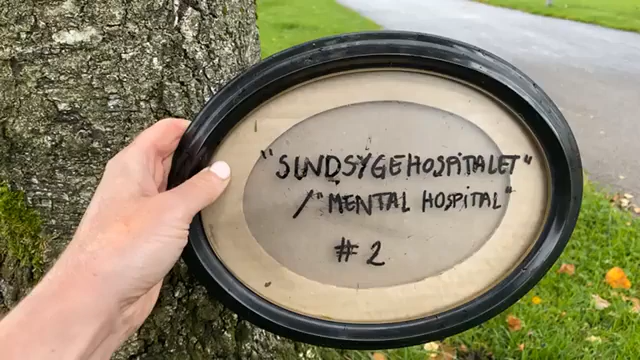 "SINDSYGEHOSPITALET"
/"MENTAL HOSPITAL"
# 2